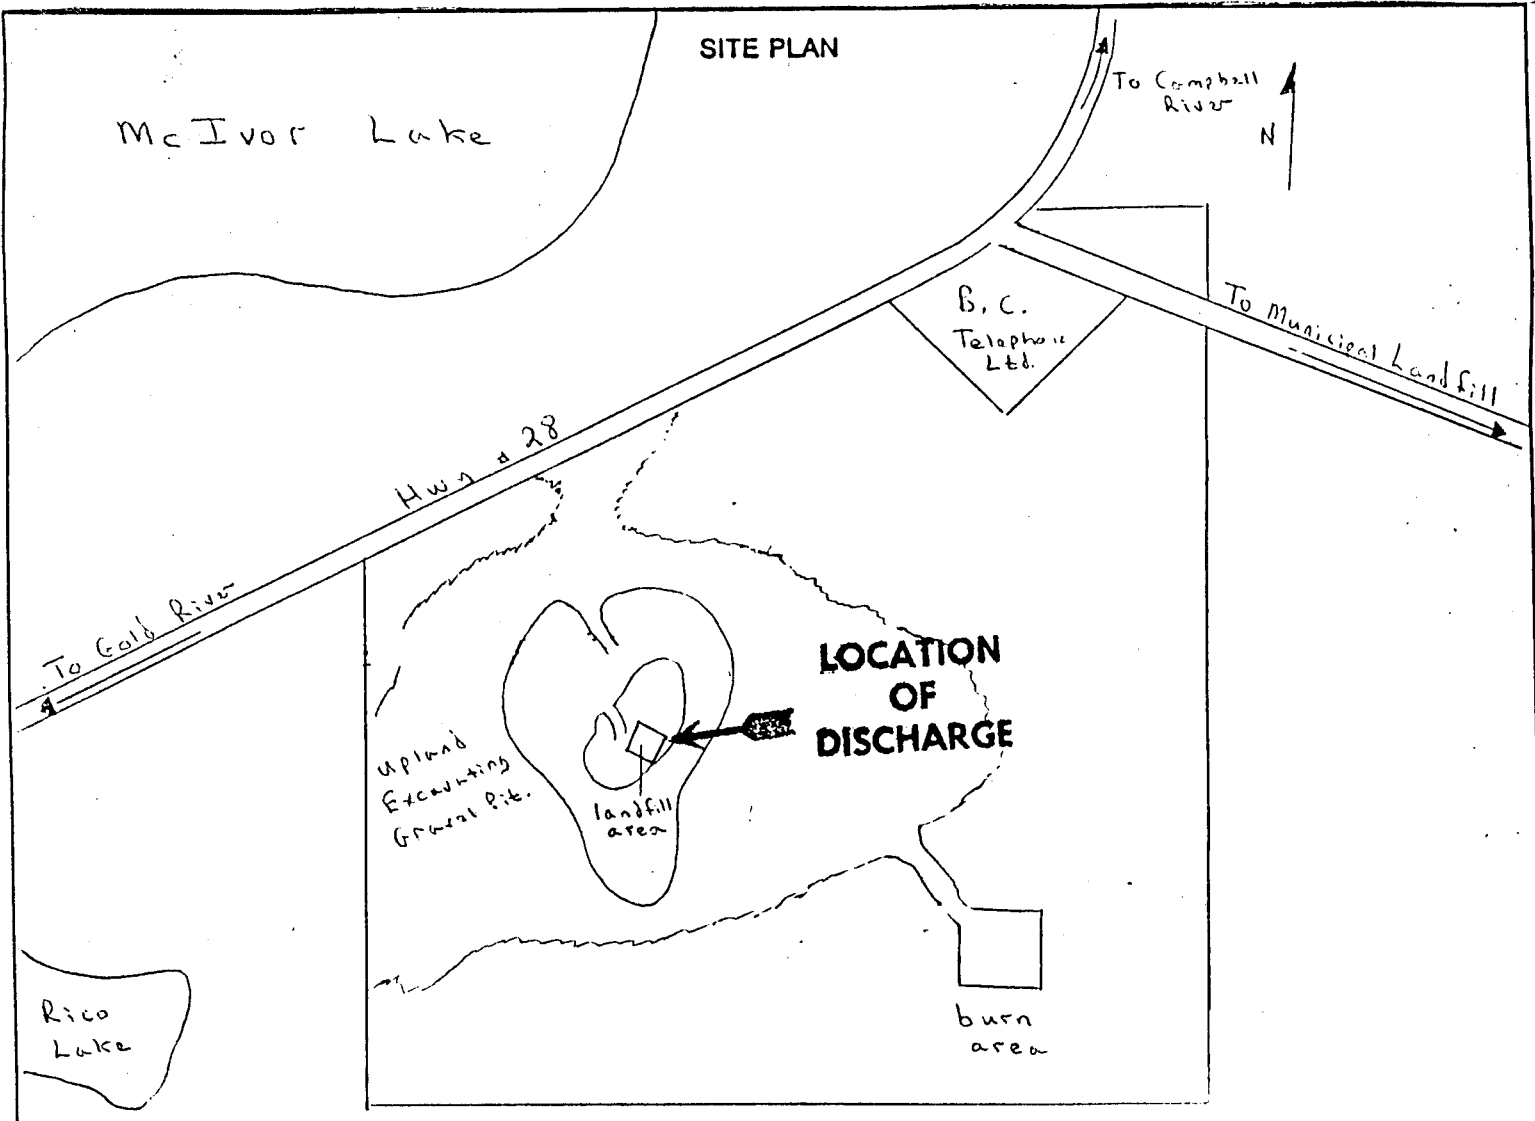 SITE PLAN
McIvor Lake
To Campbell
River
N
B.C.
Telephone
Ltd.
To Municipal Landfill
Hwy # 28
To Gold River
LOCATION
OF
DISCHARGE
Upland
Excavating
Gravel Pit.
landfill
area
Rico
Lake
burn
area